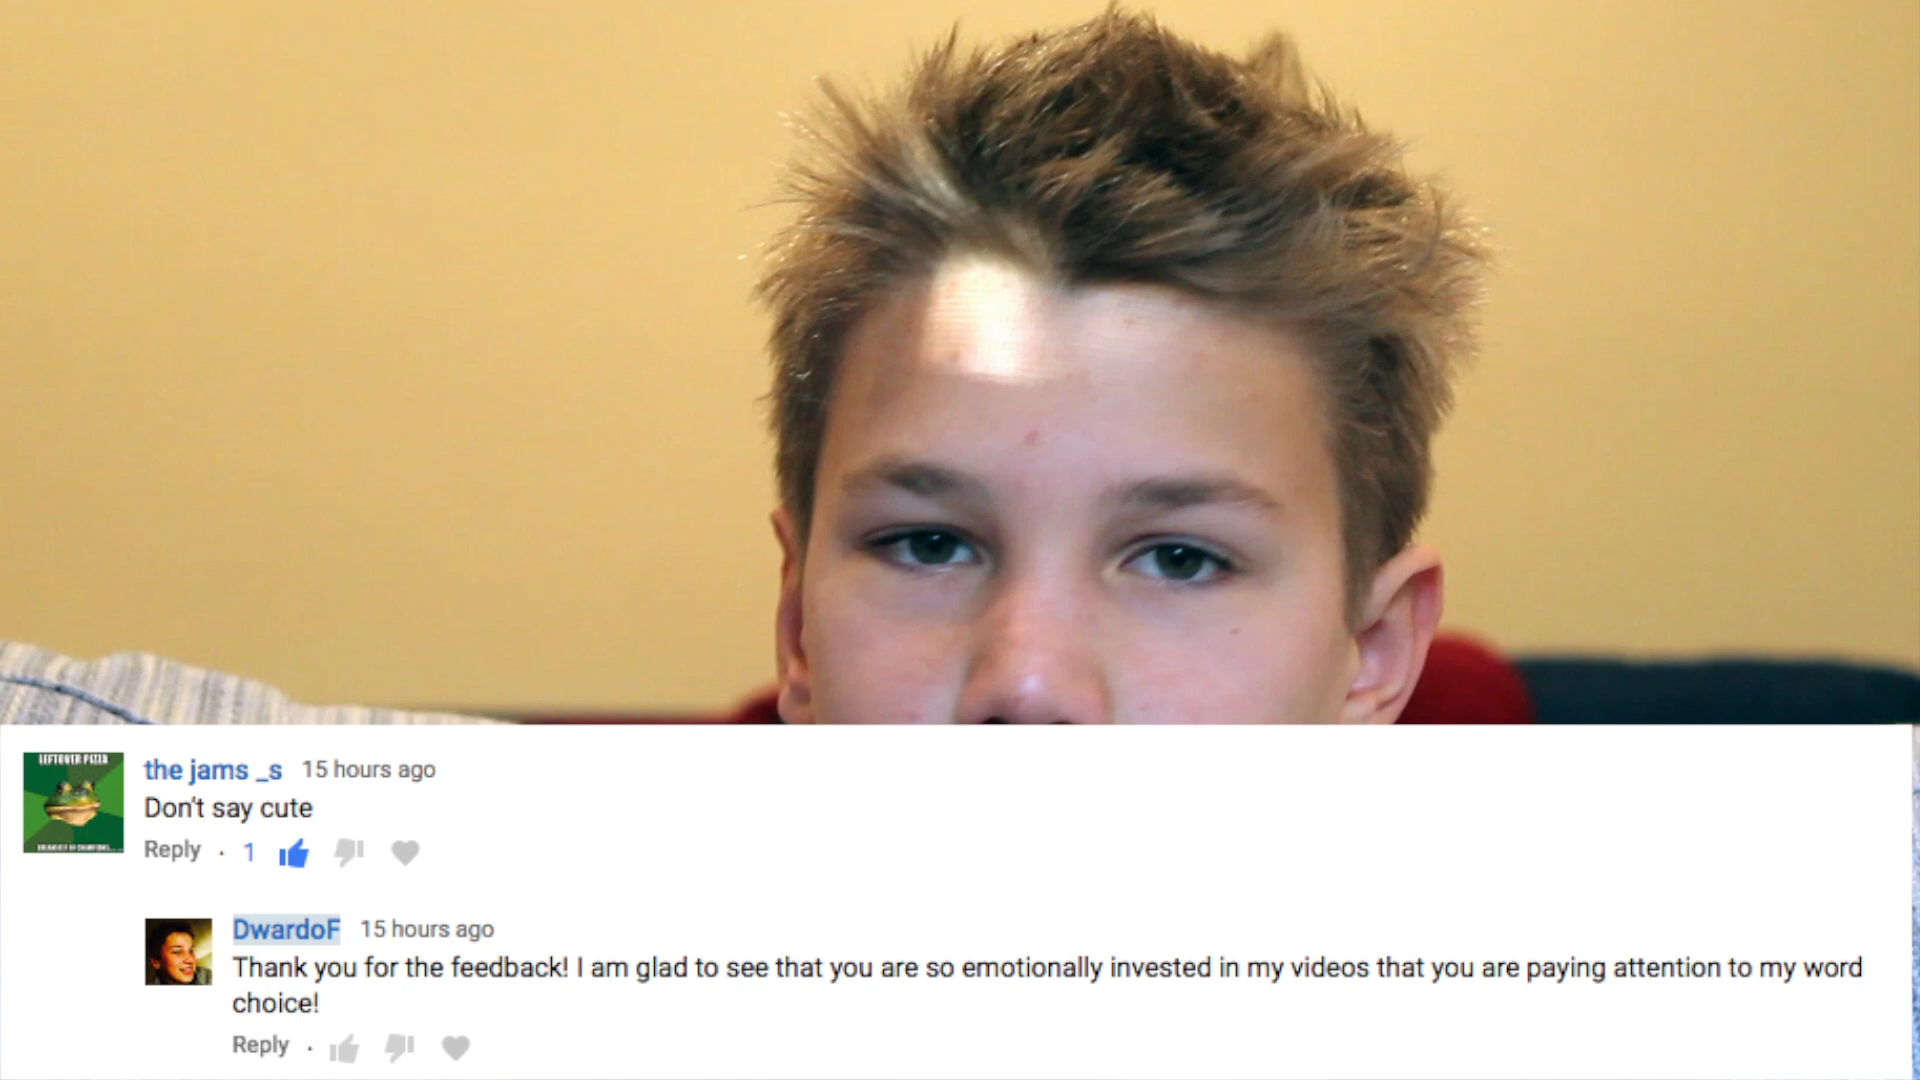 LEFTOVER PIZZA
the jams _s 15 hours ago
Don't say cute
Reply · 1
DwardoF 15 hours ago
Thank you for the feedback! I am glad to see that you are so emotionally invested in my videos that you are paying attention to my word
choice!
Reply ·